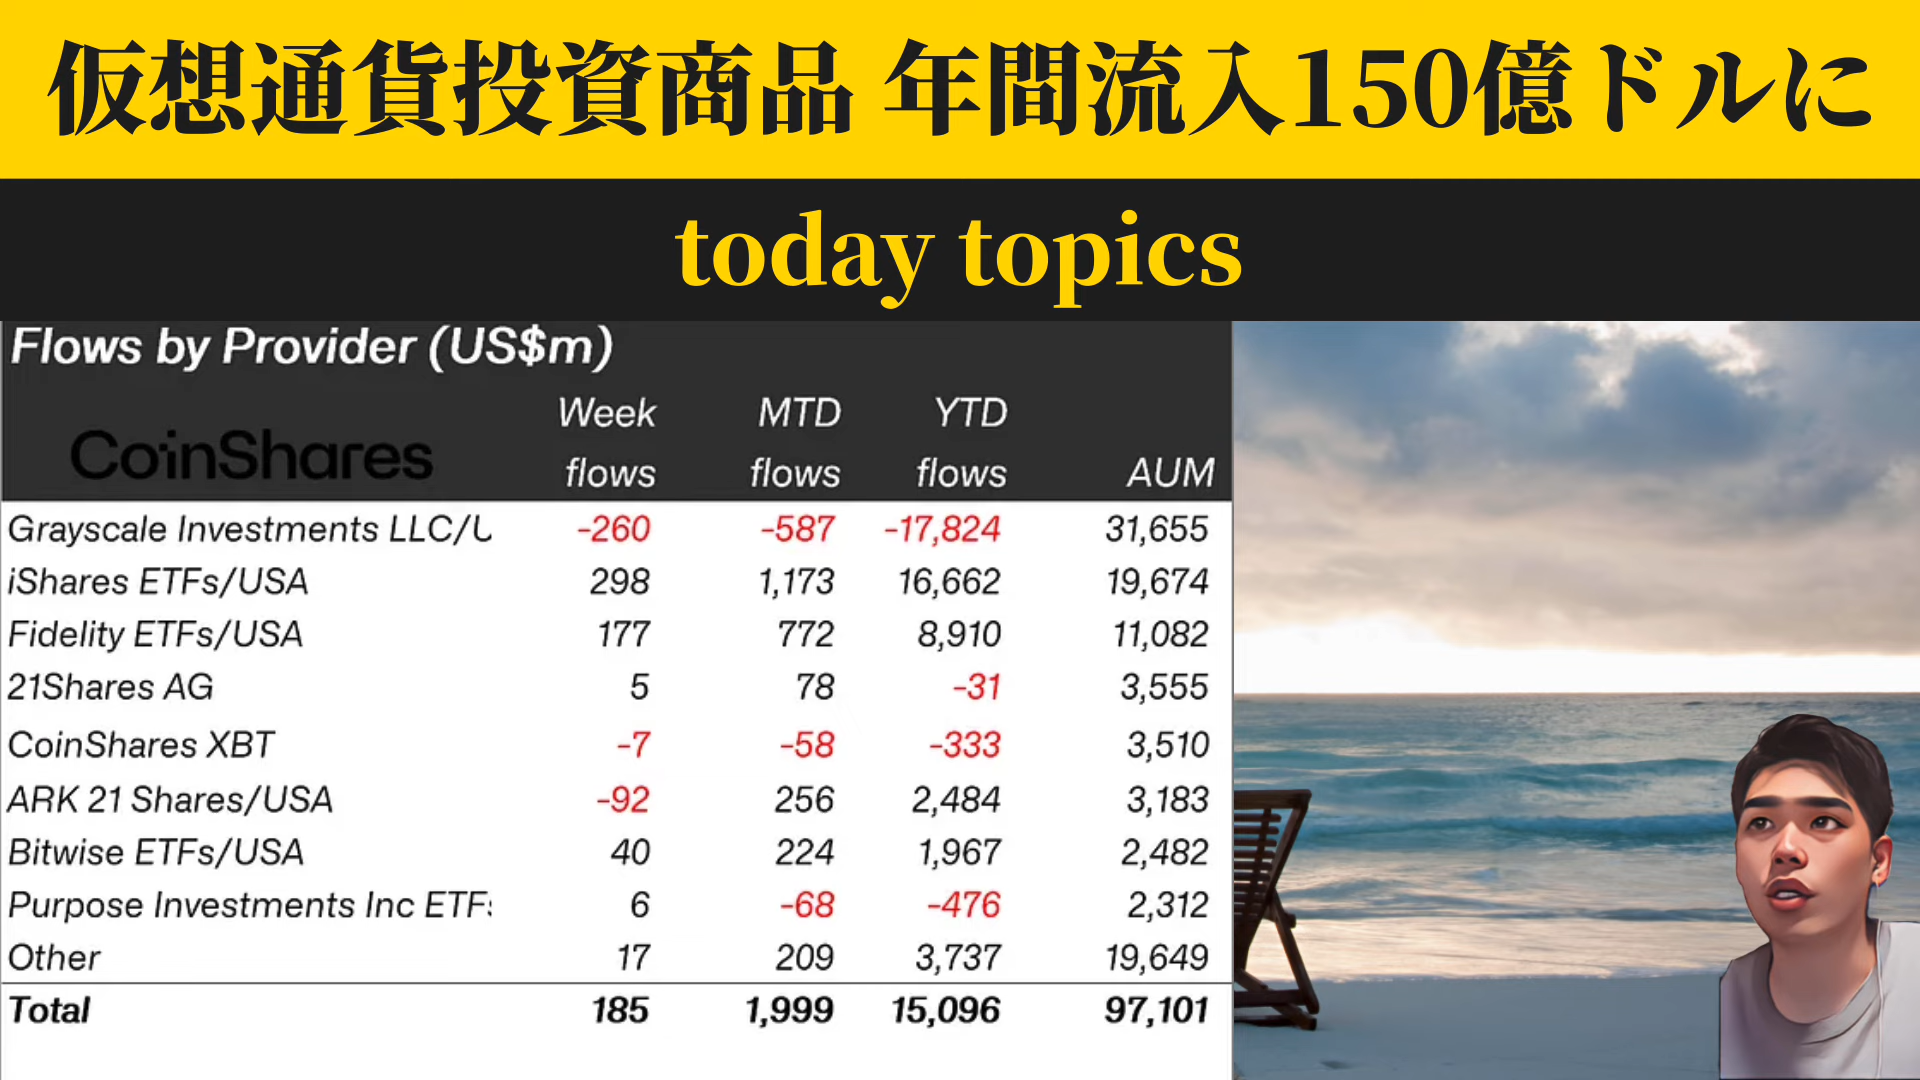 仮想通貨投資商品 年間流入150億ドルに
today topics
Flows by Provider (US$m)
CoinShares
Week flows MTD flows YTD flows AUM
Grayscale Investments LLC/U -260 -587 -17,824 31,655
iShares ETFs/USA 298 1,173 16,662 19,674
Fidelity ETFs/USA 177 772 8,910 11,082
21Shares AG 5 78 -31 3,555
CoinShares XBT -7 -58 -333 3,510
ARK 21 Shares/USA -92 256 2,484 3,183
Bitwise ETFs/USA 40 224 1,967 2,482
Purpose Investments Inc ETF 6 -68 -476 2,312
Other 17 209 3,737 19,649
Total 185 1,999 15,096 97,101